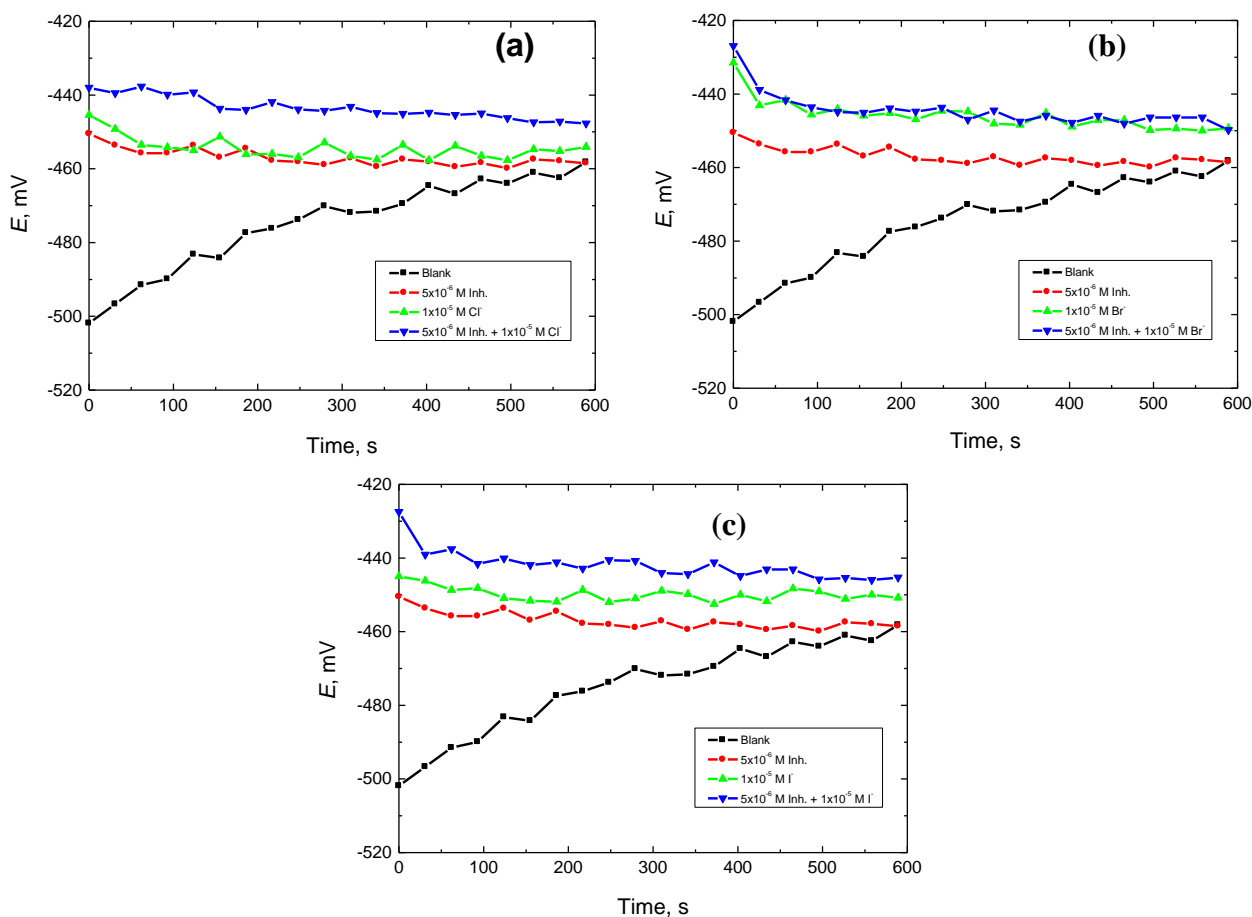 (a)
-420
-440
-460
-480
-500
-520
E, mV
0 100 200 300 400 500 600
Time, s
Blank
5x10⁻⁶ M Inh.
1x10⁻⁵ M Cl⁻
5x10⁻⁶ M Inh. + 1x10⁻⁵ M Cl⁻
(b)
-420
-440
-460
-480
-500
-520
E, mV
0 100 200 300 400 500 600
Time, s
Blank
5x10⁻⁶ M Inh.
1x10⁻⁵ M Br⁻
5x10⁻⁶ M Inh. + 1x10⁻⁵ M Br⁻
(c)
-420
-440
-460
-480
-500
-520
E, mV
0 100 200 300 400 500 600
Time, s
Blank
5x10⁻⁶ M Inh.
1x10⁻⁵ M I⁻
5x10⁻⁶ M Inh. + 1x10⁻⁵ M I⁻